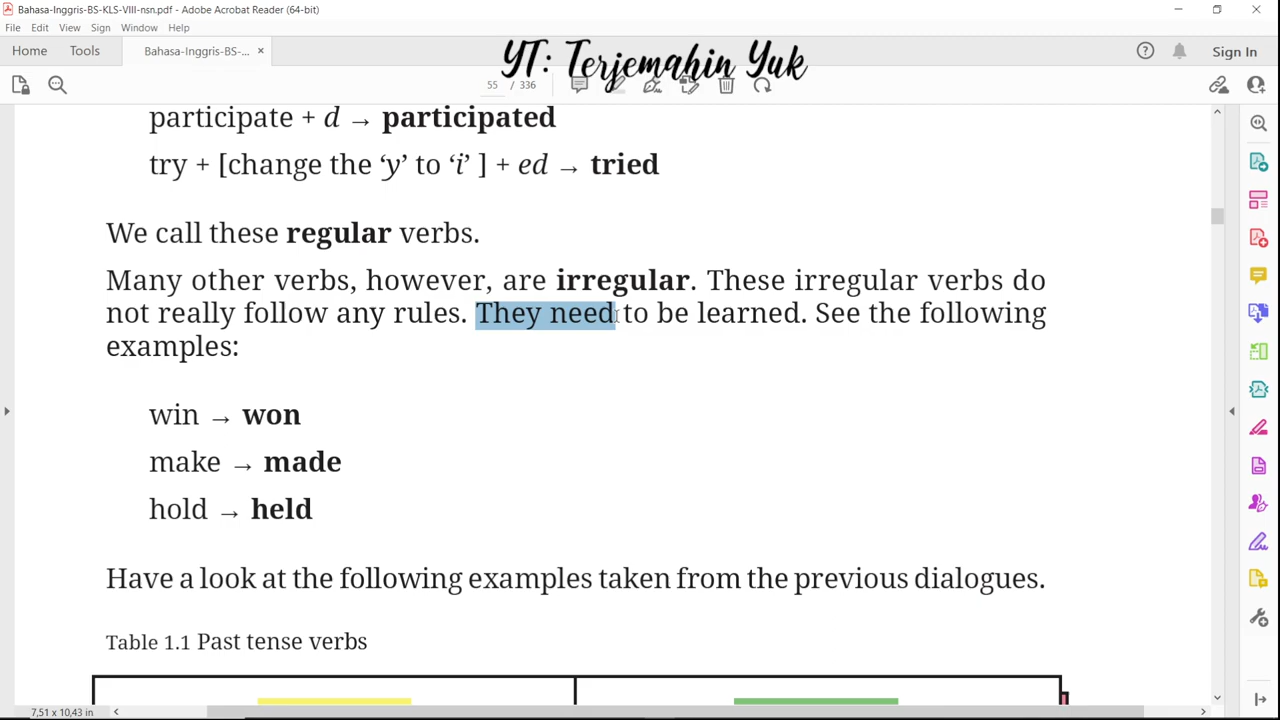 Bahasa-Inggris-BS-KLS-VIII-nsn.pdf - Adobe Acrobat Reader (64-bit)
File Edit View Sign Window Help
Home Tools Bahasa-Inggris-BS-... × Sign In
YT: Terjemahin Yuk
55 / 336
participate + d → participated
try + [change the ‘y’ to ‘i’ ] + ed → tried
We call these regular verbs.
Many other verbs, however, are irregular. These irregular verbs do
not really follow any rules. They need to be learned. See the following
examples:
win → won
make → made
hold → held
Have a look at the following examples taken from the previous dialogues.
Table 1.1 Past tense verbs
7,51 x 10,43 in